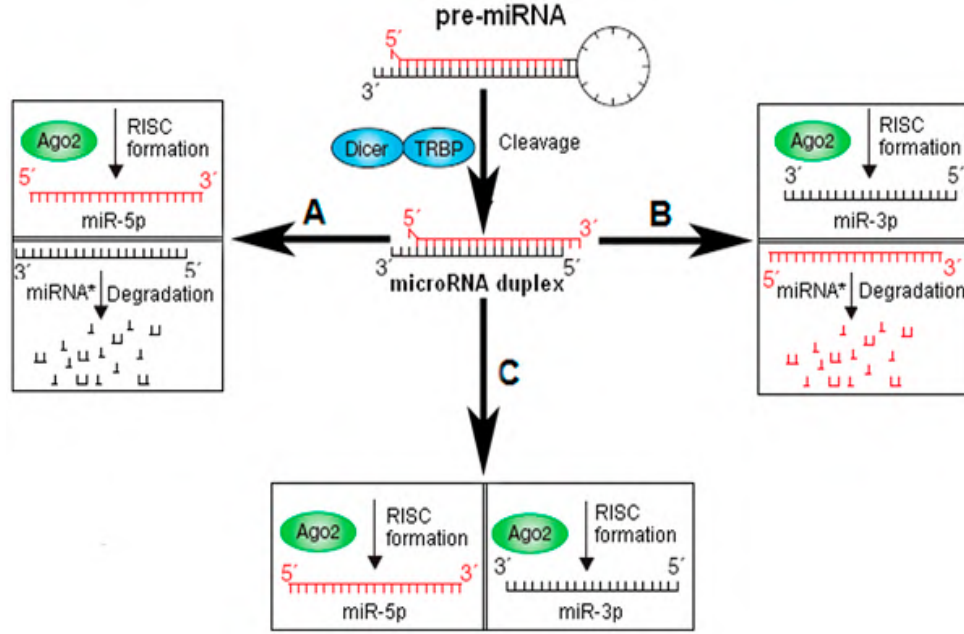 pre-miRNA
5´
3´
Dicer TRBP
Cleavage
Ago2
RISC
formation
5´ 3´
miR-5p
3´ 5´
miRNA* Degradation
A
5´ 3´
3´ 5´
microRNA duplex
B
Ago2
RISC
formation
3´ 5´
miR-3p
5´ 3´
miRNA* Degradation
C
Ago2
RISC
formation
5´ 3´
miR-5p
Ago2
RISC
formation
3´ 5´
miR-3p